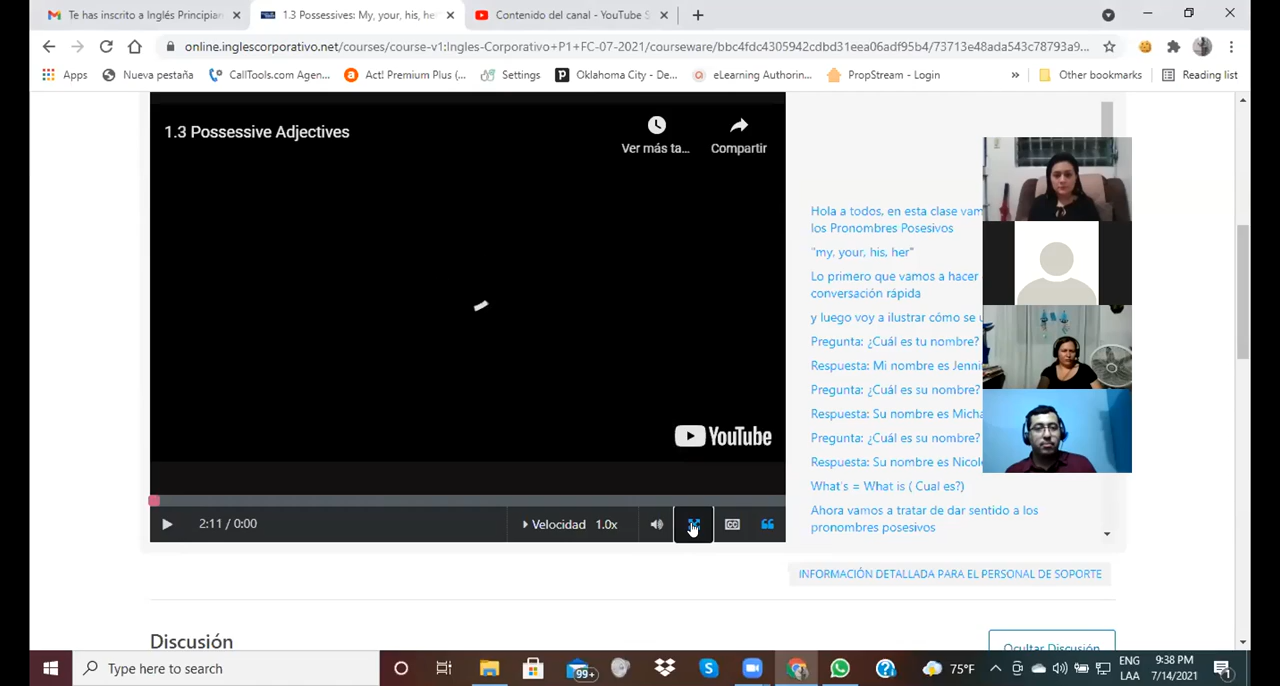 Te has inscrito a Inglés Principian
1.3 Possessives: My, your, his, he
Contenido del canal - YouTube S
online.inglescorporativo.net/courses/course-v1:Ingles-Corporativo+P1+FC-07-2021/courseware/bbc4fdc4305942cdbd31eea06adf95b4/73713e48ada543c78793a9...
Apps
Nueva pestaña
CallTools.com Agen...
Act! Premium Plus (...
Settings
Oklahoma City - De...
eLearning Authorin...
PropStream - Login
»
Other bookmarks
Reading list
1.3 Possessive Adjectives
Ver más ta...
Compartir
YouTube
2:11 / 0:00
Velocidad 1.0x
CC
Hola a todos, en esta clase vam
los Pronombres Posesivos
"my, your, his, her"
Lo primero que vamos a hacer
conversación rápida
y luego voy a ilustrar cómo se u
Pregunta: ¿Cuál es tu nombre?
Respuesta: Mi nombre es Jenni
Pregunta: ¿Cuál es su nombre?
Respuesta: Su nombre es Micha
Pregunta: ¿Cuál es su nombre?
Respuesta: Su nombre es Nicol
What's = What is ( Cual es?)
Ahora vamos a tratar de dar sentido a los
pronombres posesivos
INFORMACIÓN DETALLADA PARA EL PERSONAL DE SOPORTE
Discusión
Ocultar Discusión
Type here to search
99+
75°F
ENG
LAA
9:38 PM
7/14/2021
1